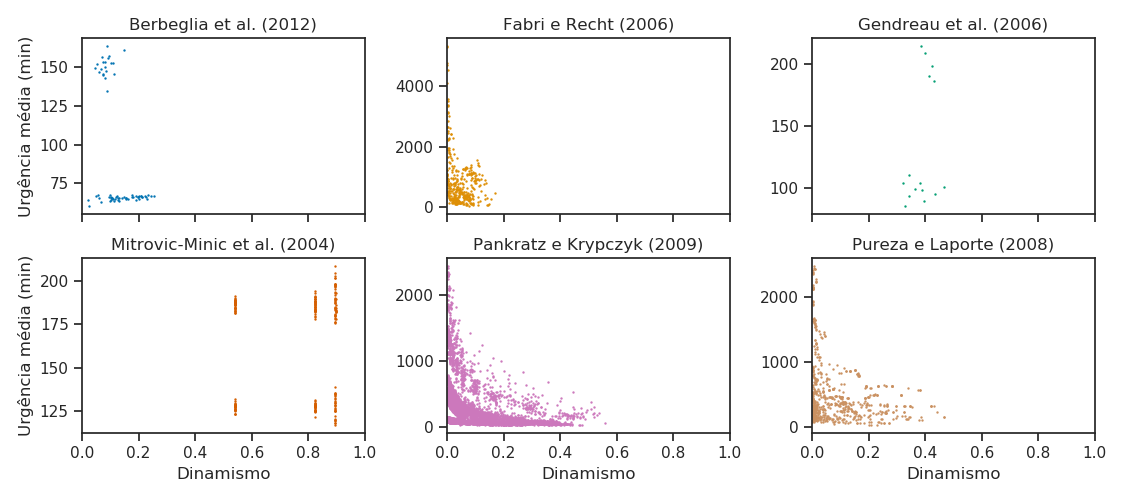 Berbeglia et al. (2012)
Fabri e Recht (2006)
Gendreau et al. (2006)
Urgência média (min)
150
125
100
75
4000
2000
0
200
150
100
Mitrovic-Minic et al. (2004)
Pankratz e Krypczyk (2009)
Pureza e Laporte (2008)
Urgência média (min)
200
175
150
125
2000
1000
0
2000
1000
0
0.0 0.2 0.4 0.6 0.8 1.0
0.0 0.2 0.4 0.6 0.8 1.0
0.0 0.2 0.4 0.6 0.8 1.0
Dinamismo
Dinamismo
Dinamismo